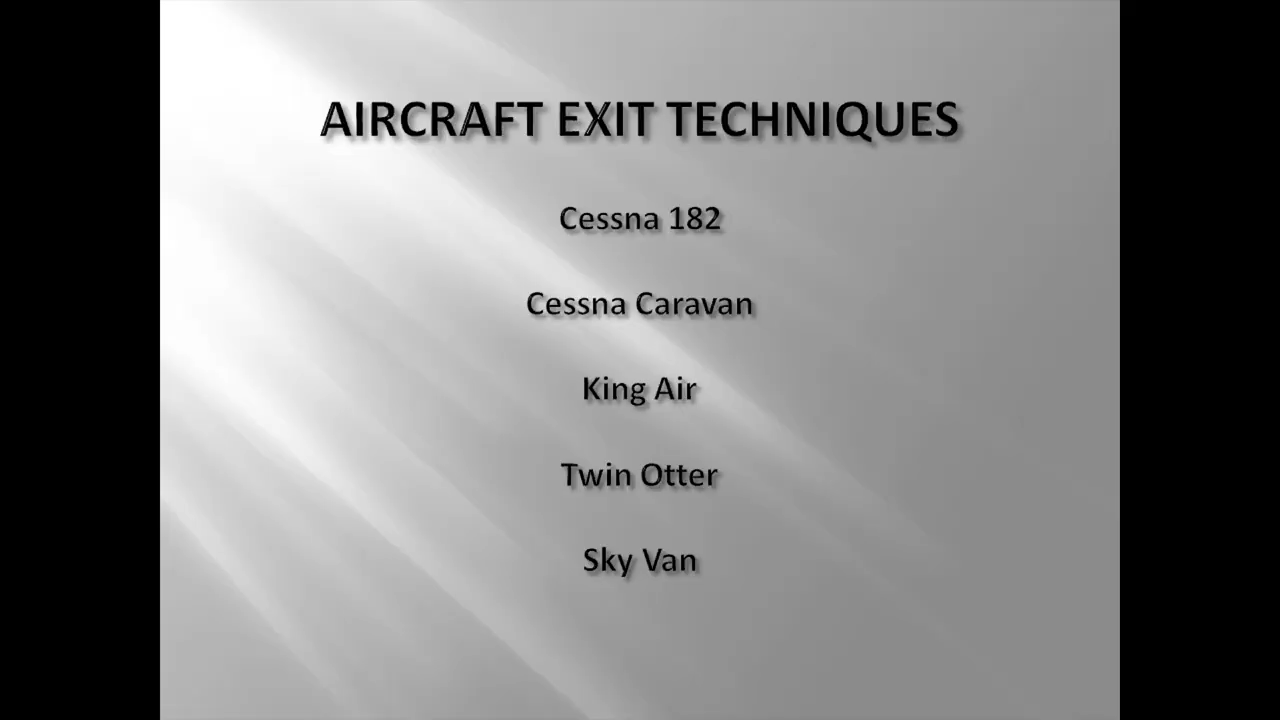 AIRCRAFT EXIT TECHNIQUES
Cessna 182
Cessna Caravan
King Air
Twin Otter
Sky Van